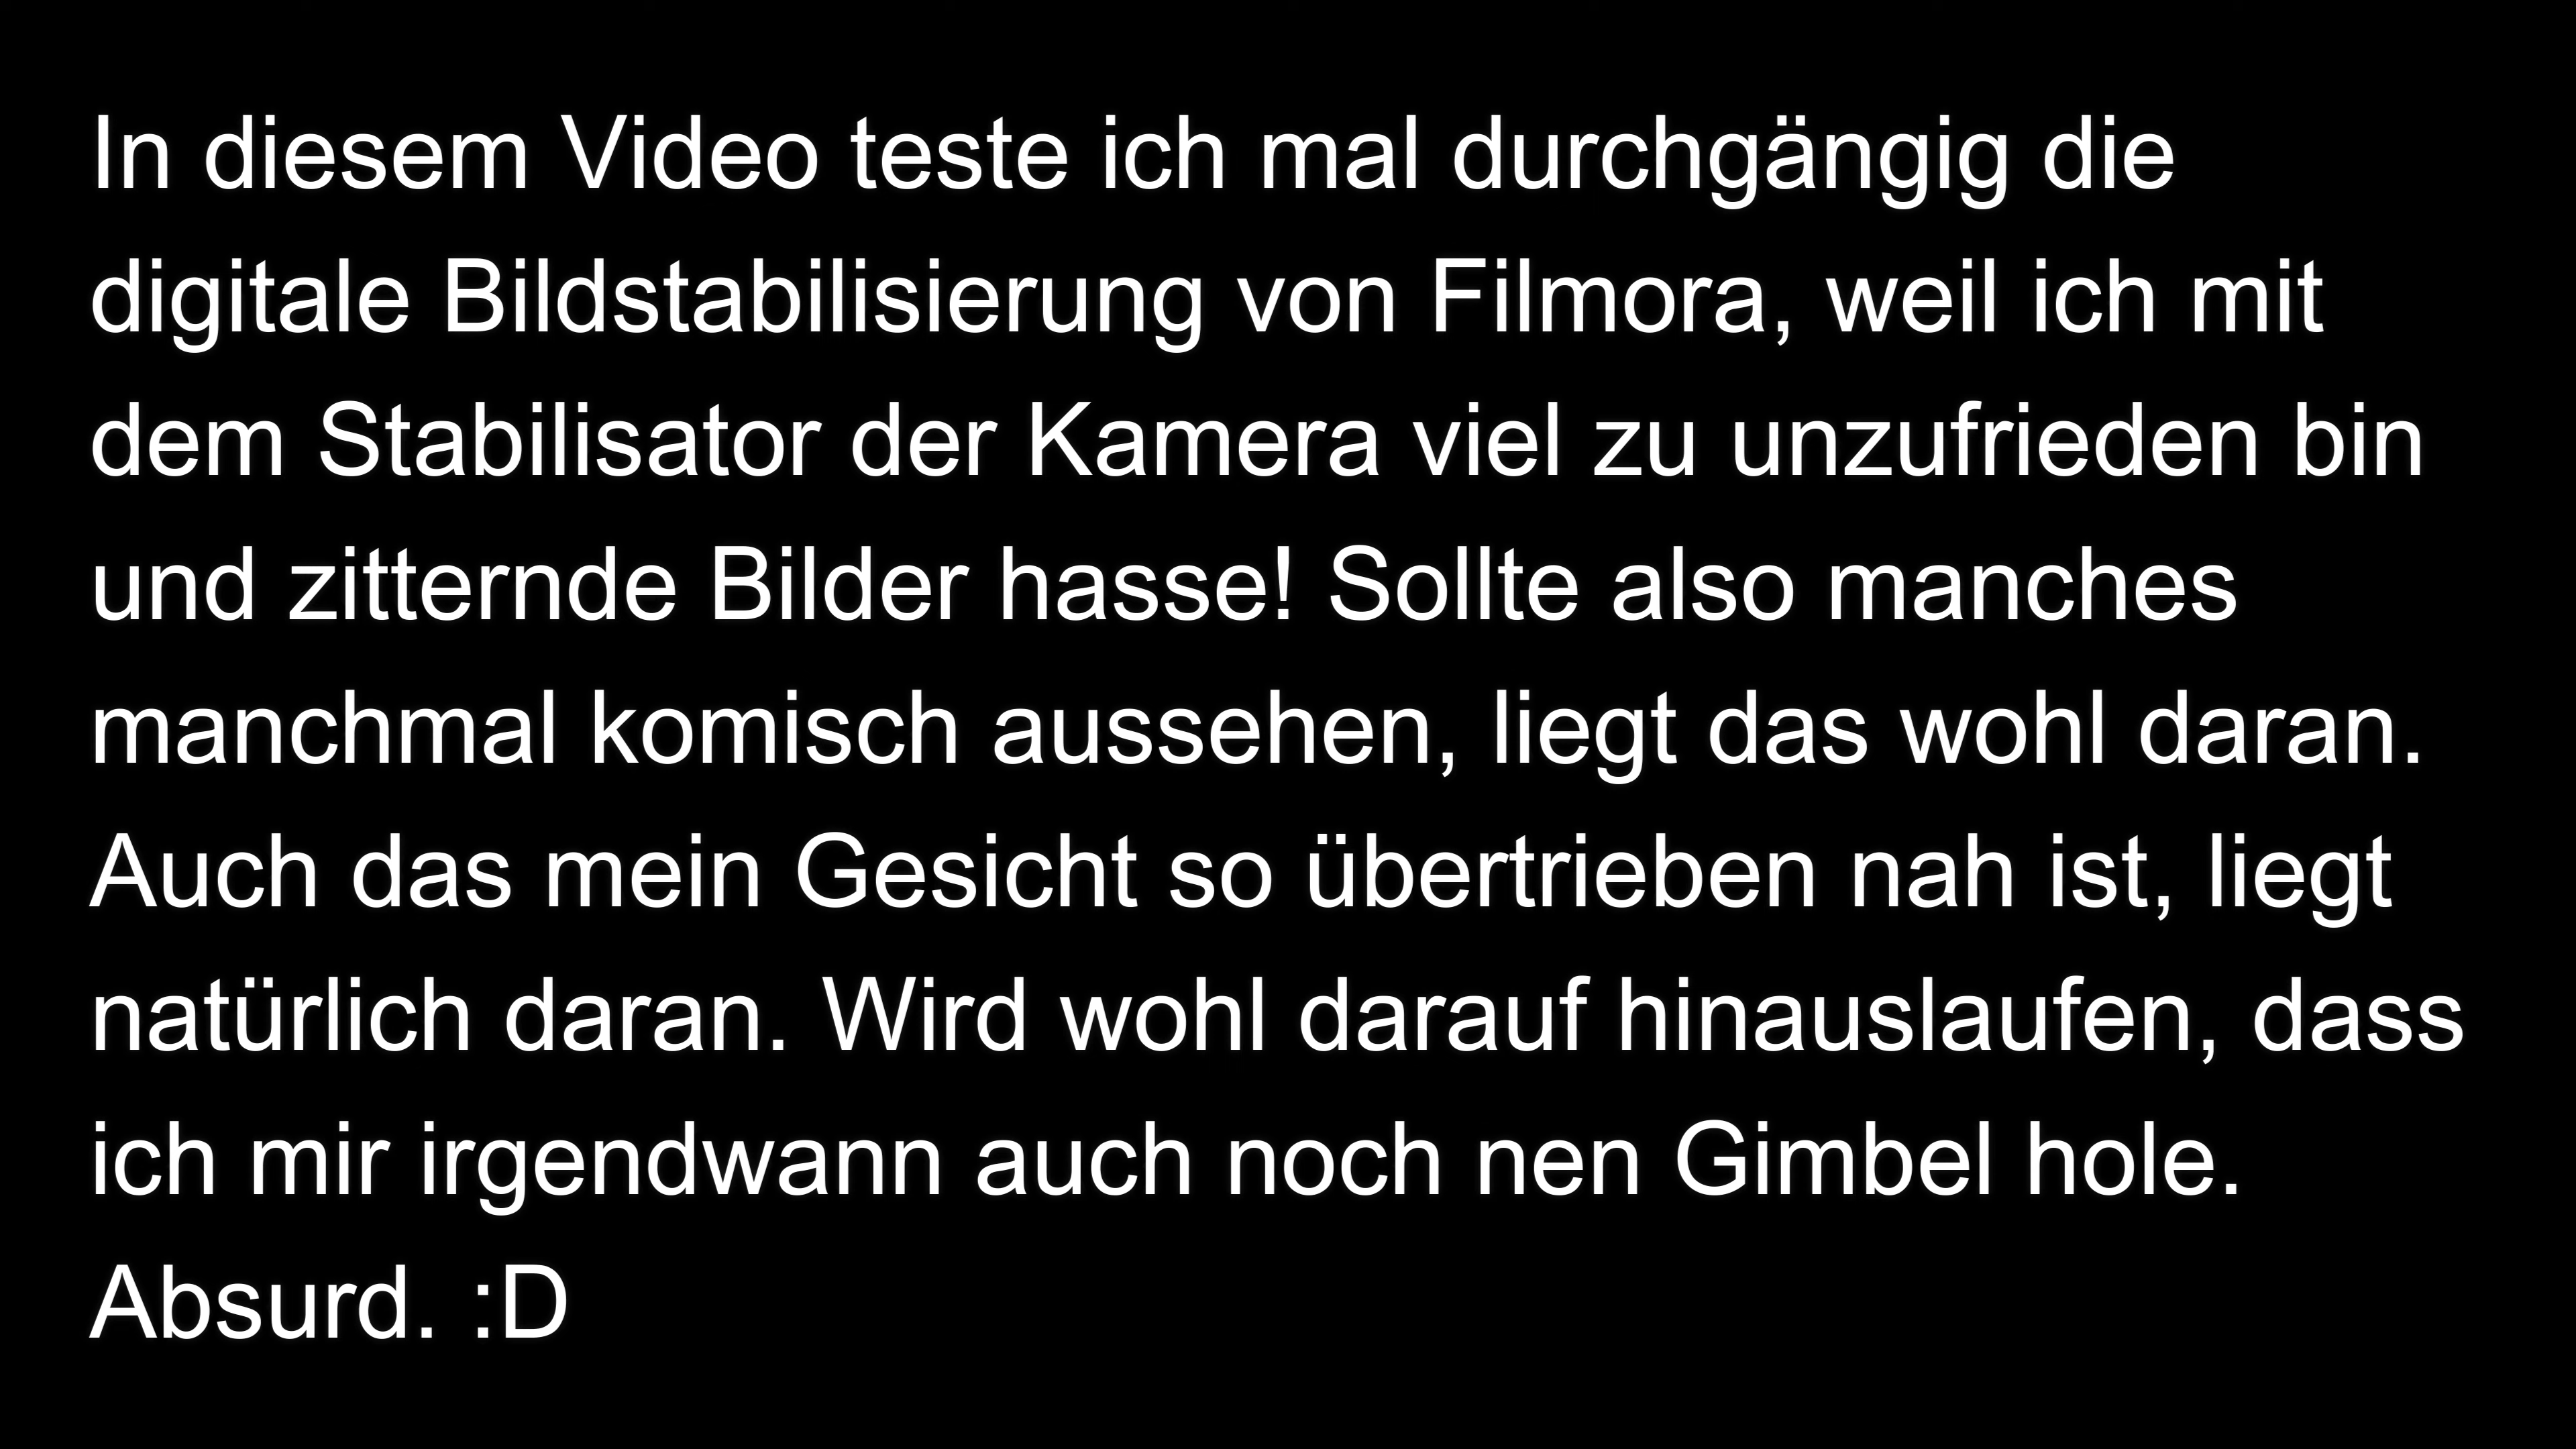 In diesem Video teste ich mal durchgängig die
digitale Bildstabilisierung von Filmora, weil ich mit
dem Stabilisator der Kamera viel zu unzufrieden bin
und zitternde Bilder hasse! Sollte also manches
manchmal komisch aussehen, liegt das wohl daran.
Auch das mein Gesicht so übertrieben nah ist, liegt
natürlich daran. Wird wohl darauf hinauslaufen, dass
ich mir irgendwann auch noch nen Gimbel hole.
Absurd. :D